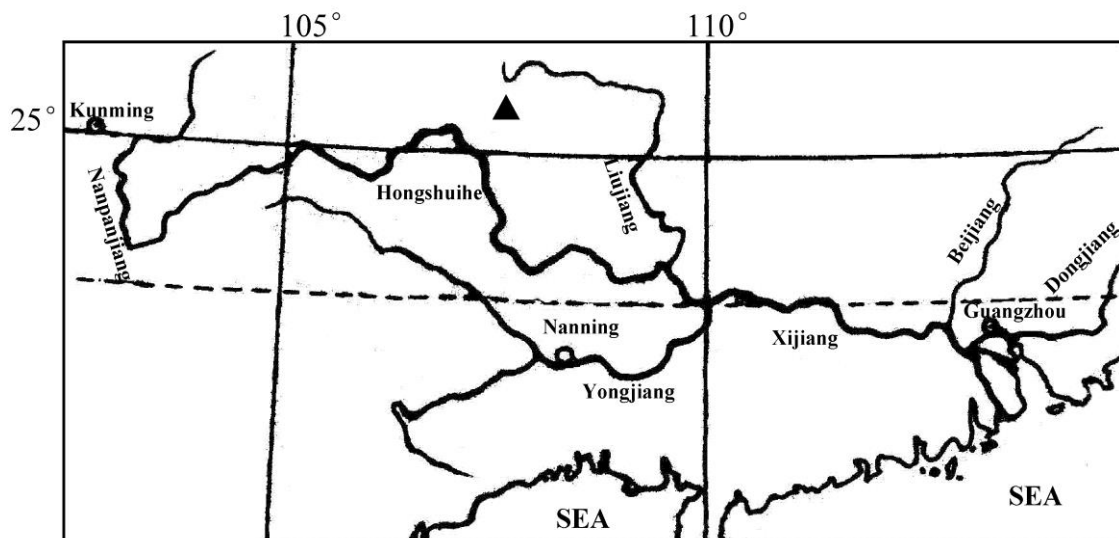 105°
110°
25°
Kunming
Nanpanjiang
Hongshuihe
Liujiang
Beijiang
Dongjiang
Guangzhou
Nanning
Xijiang
Yongjiang
SEA
SEA